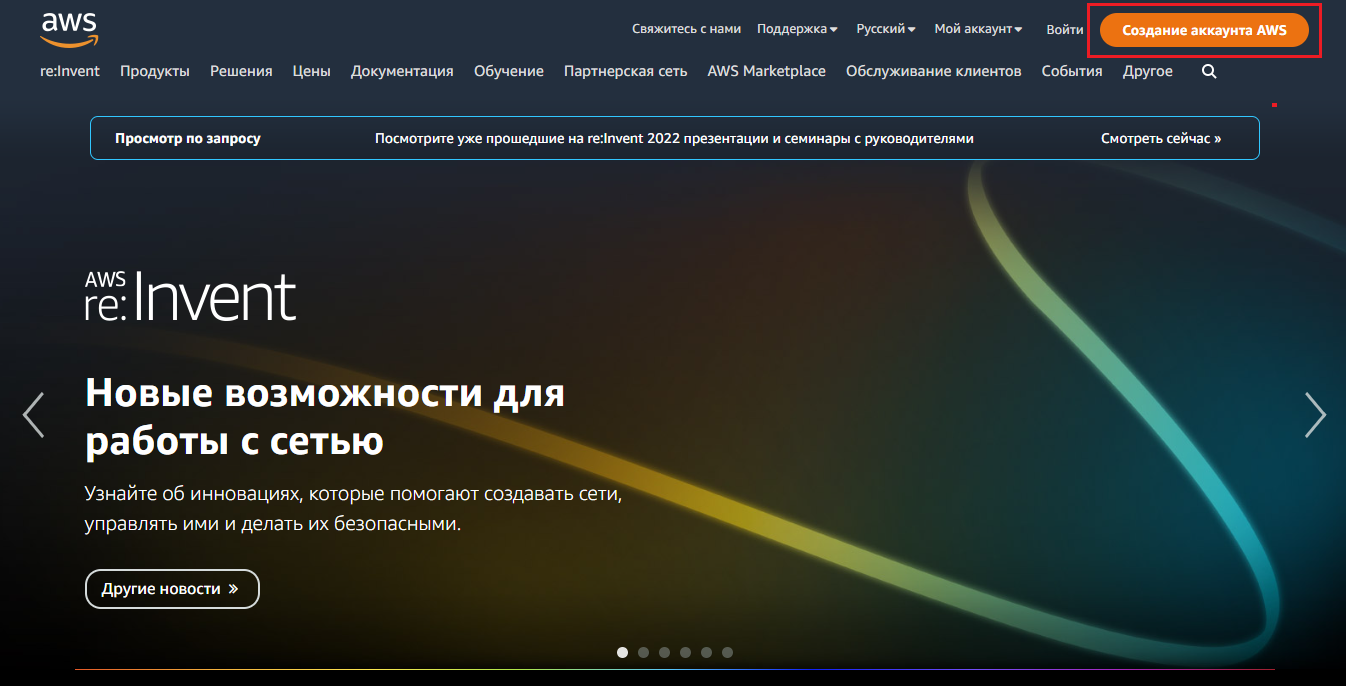 aws
Свяжитесь с нами Поддержка Русский Мой аккаунт Войти Создание аккаунта AWS
re:Invent Продукты Решения Цены Документация Обучение Партнерская сеть AWS Marketplace Обслуживание клиентов События Другое
Просмотр по запросу Посмотрите уже прошедшие на re:Invent 2022 презентации и семинары с руководителями Смотреть сейчас »
AWS
re:Invent
Новые возможности для
работы с сетью
Узнайте об инновациях, которые помогают создавать сети,
управлять ими и делать их безопасными.
Другие новости »